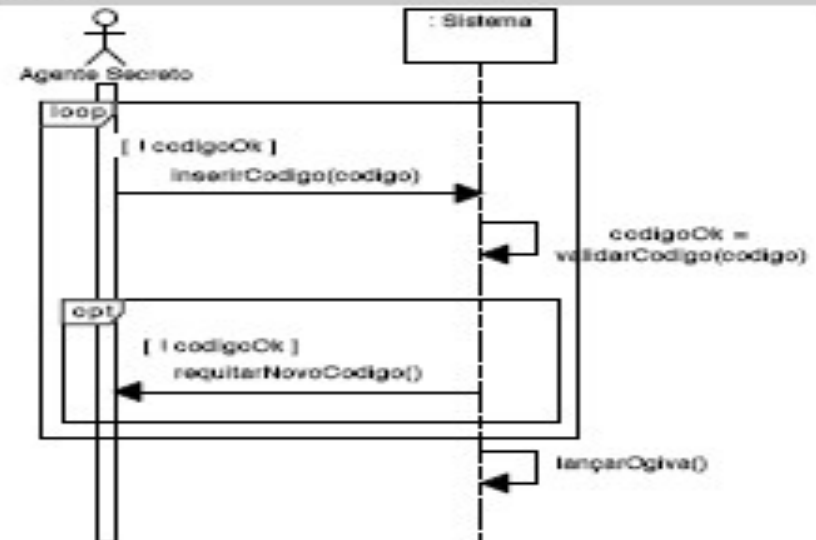 : Sistema
Agente Secreto
loop
[ ! codigoOk ]
inserirCodigo(codigo)
codigoOk =
validarCodigo(codigo)
opt
[ ! codigoOk ]
requitarNovoCodigo()
lançarOgiva()